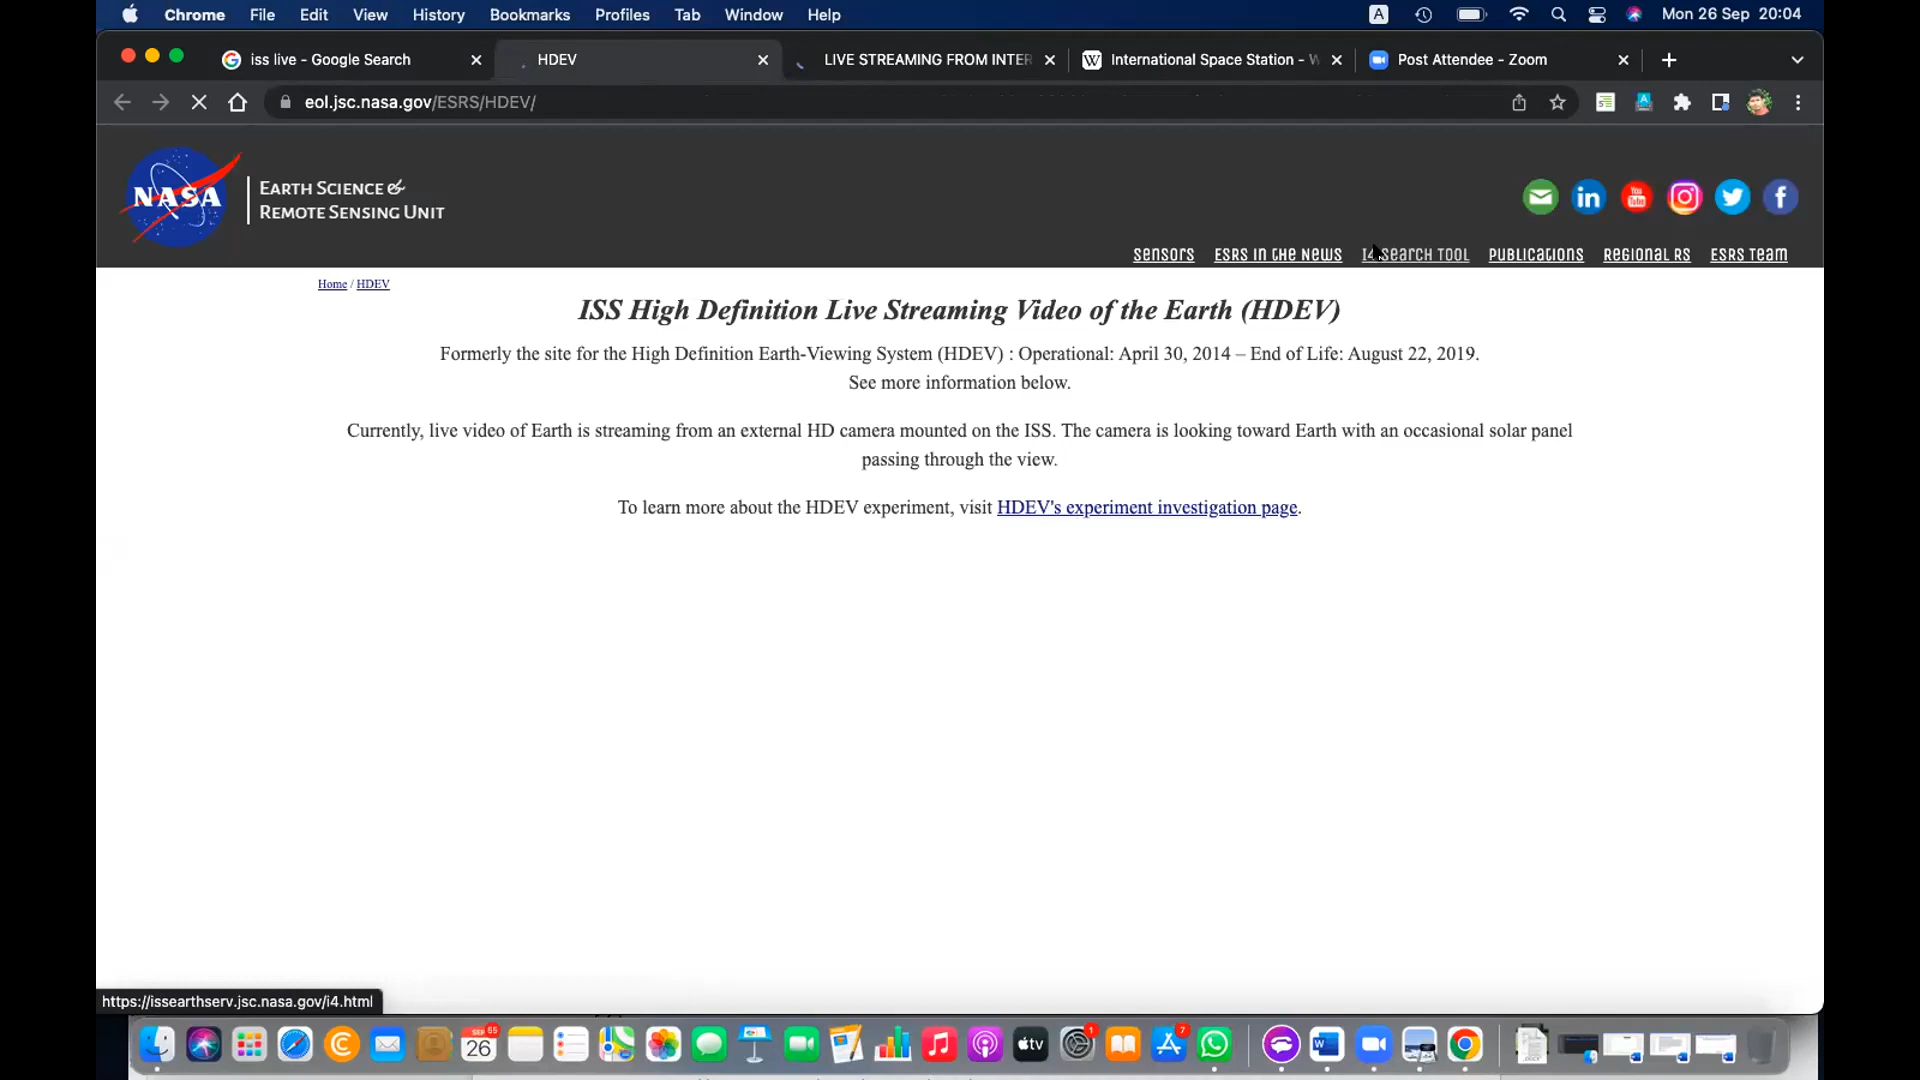 Chrome File Edit View History Bookmarks Profiles Tab Window Help A Mon 26 Sep 20:04
iss live - Google Search HDEV LIVE STREAMING FROM INTER International Space Station - W Post Attendee - Zoom
eol.jsc.nasa.gov/ESRS/HDEV/
NASA
Earth Science &
Remote Sensing Unit
Sensors ESRS in the News I4 Search Tool Publications Regional RS ESRS Team
Home / HDEV
ISS High Definition Live Streaming Video of the Earth (HDEV)
Formerly the site for the High Definition Earth-Viewing System (HDEV) : Operational: April 30, 2014 – End of Life: August 22, 2019.
See more information below.
Currently, live video of Earth is streaming from an external HD camera mounted on the ISS. The camera is looking toward Earth with an occasional solar panel
passing through the view.
To learn more about the HDEV experiment, visit HDEV's experiment investigation page.
https://issearthserv.jsc.nasa.gov/i4.html
SEP 65 26 tv 1 7 W